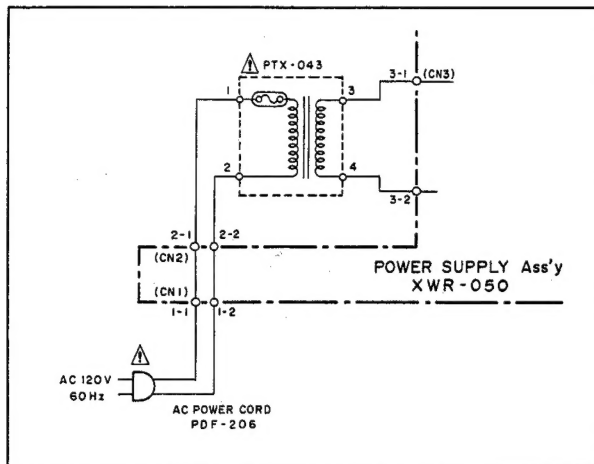 ⚠ PTX-043
1
3
3-1 (CN3)
2
4
3-2
2-1 2-2
(CN2)
POWER SUPPLY Ass'y
XWR-050
(CN1)
1-1 1-2
⚠
AC 120V
60Hz
AC POWER CORD
PDF-206